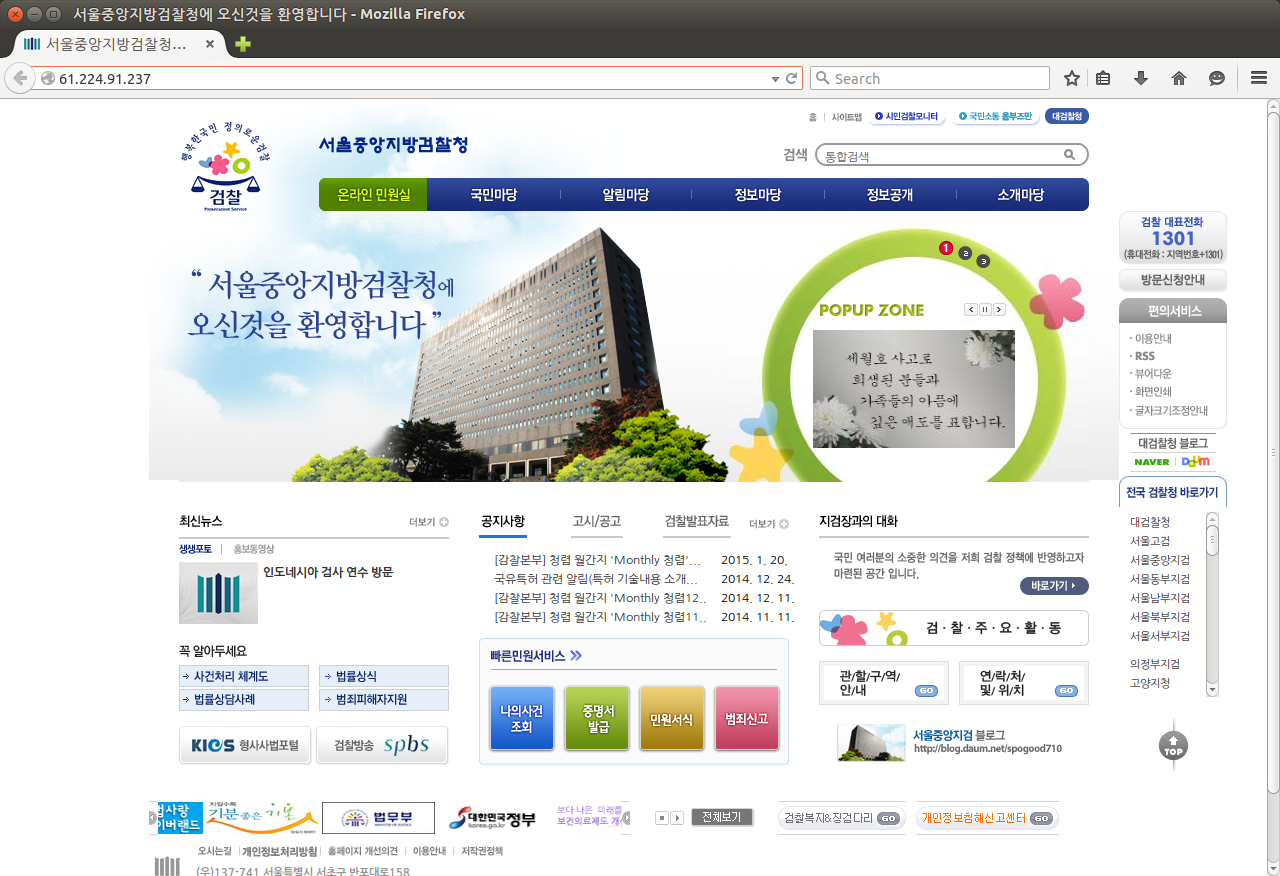 서울중앙지방검찰청에 오신것을 환영합니다 - Mozilla Firefox
서울중앙지방검찰청...
61.224.91.237
Search
홈 사이트맵 시민검찰모니터 국민소통 올부즈만 대검찰청
행복한국민 정의로운검찰
검찰
Prosecution Service
서울중앙지방검찰청
검색 통합검색
온라인 민원실 국민마당 알림마당 정보마당 정보공개 소개마당
“ 서울중앙지방검찰청에
오신것을 환영합니다 ”
1 2 3
POPUP ZONE
세월호 사고로
희생된 분들과
가족들의 아픔에
깊은 애도를 표합니다.
검찰 대표전화
1301
(휴대전화 : 지역번호+1301)
방문신청안내
편의서비스
· 이용안내
· RSS
· 뷰어다운
· 화면인쇄
· 글자크기조정안내
대검찰청 블로그
NAVER Daum
전국 검찰청 바로가기
대검찰청
서울고검
서울중앙지검
서울동부지검
서울남부지검
서울북부지검
서울서부지검
의정부지검
고양지청
TOP
최신뉴스 더보기
생생포토 홍보동영상
인도네시아 검사 연수 방문
꼭 알아두세요
사건처리 체계도 법률상식
법률상담사례 범죄피해자지원
KICS 형사사법포털 검찰방송 spbs
공지사항 고시/공고 검찰발표자료 더보기
[감찰본부] 청렴 월간지 'Monthly 청렴'... 2015. 1. 20.
국유특허 관련 알림(특허 기술내용 소개... 2014. 12. 24.
[감찰본부] 청렴 월간지 'Monthly 청렴12.. 2014. 12. 11.
[감찰본부] 청렴 월간지 'Monthly 청렴11.. 2014. 11. 11.
빠른민원서비스
나의사건
조회
증명서
발급
민원서식
범죄신고
지검장과의 대화
국민 여러분의 소중한 의견을 저희 검찰 정책에 반영하고자
마련된 공간 입니다.
바로가기
검 · 찰 · 주 · 요 · 활 · 동
관/할/구/역/
안/내
GO
연/락/처/
및/ 위/치
GO
서울중앙지검 블로그
http://blog.daum.net/spogood710
법사랑
이버랜드
지킬수록
기분 좋은 기본
법무부
MINISTRY OF JUSTICE
대한민국정부
korea.go.kr
보다 나은 미래를
보건의료제도 개
전체보기
검찰복지&징검다리 GO
개인정보침해신고센터 GO
오시는길 개인정보처리방침 홈페이지 개선의견 이용안내 저작권정책
(우)137-741 서울특별시 서초구 반포대로158